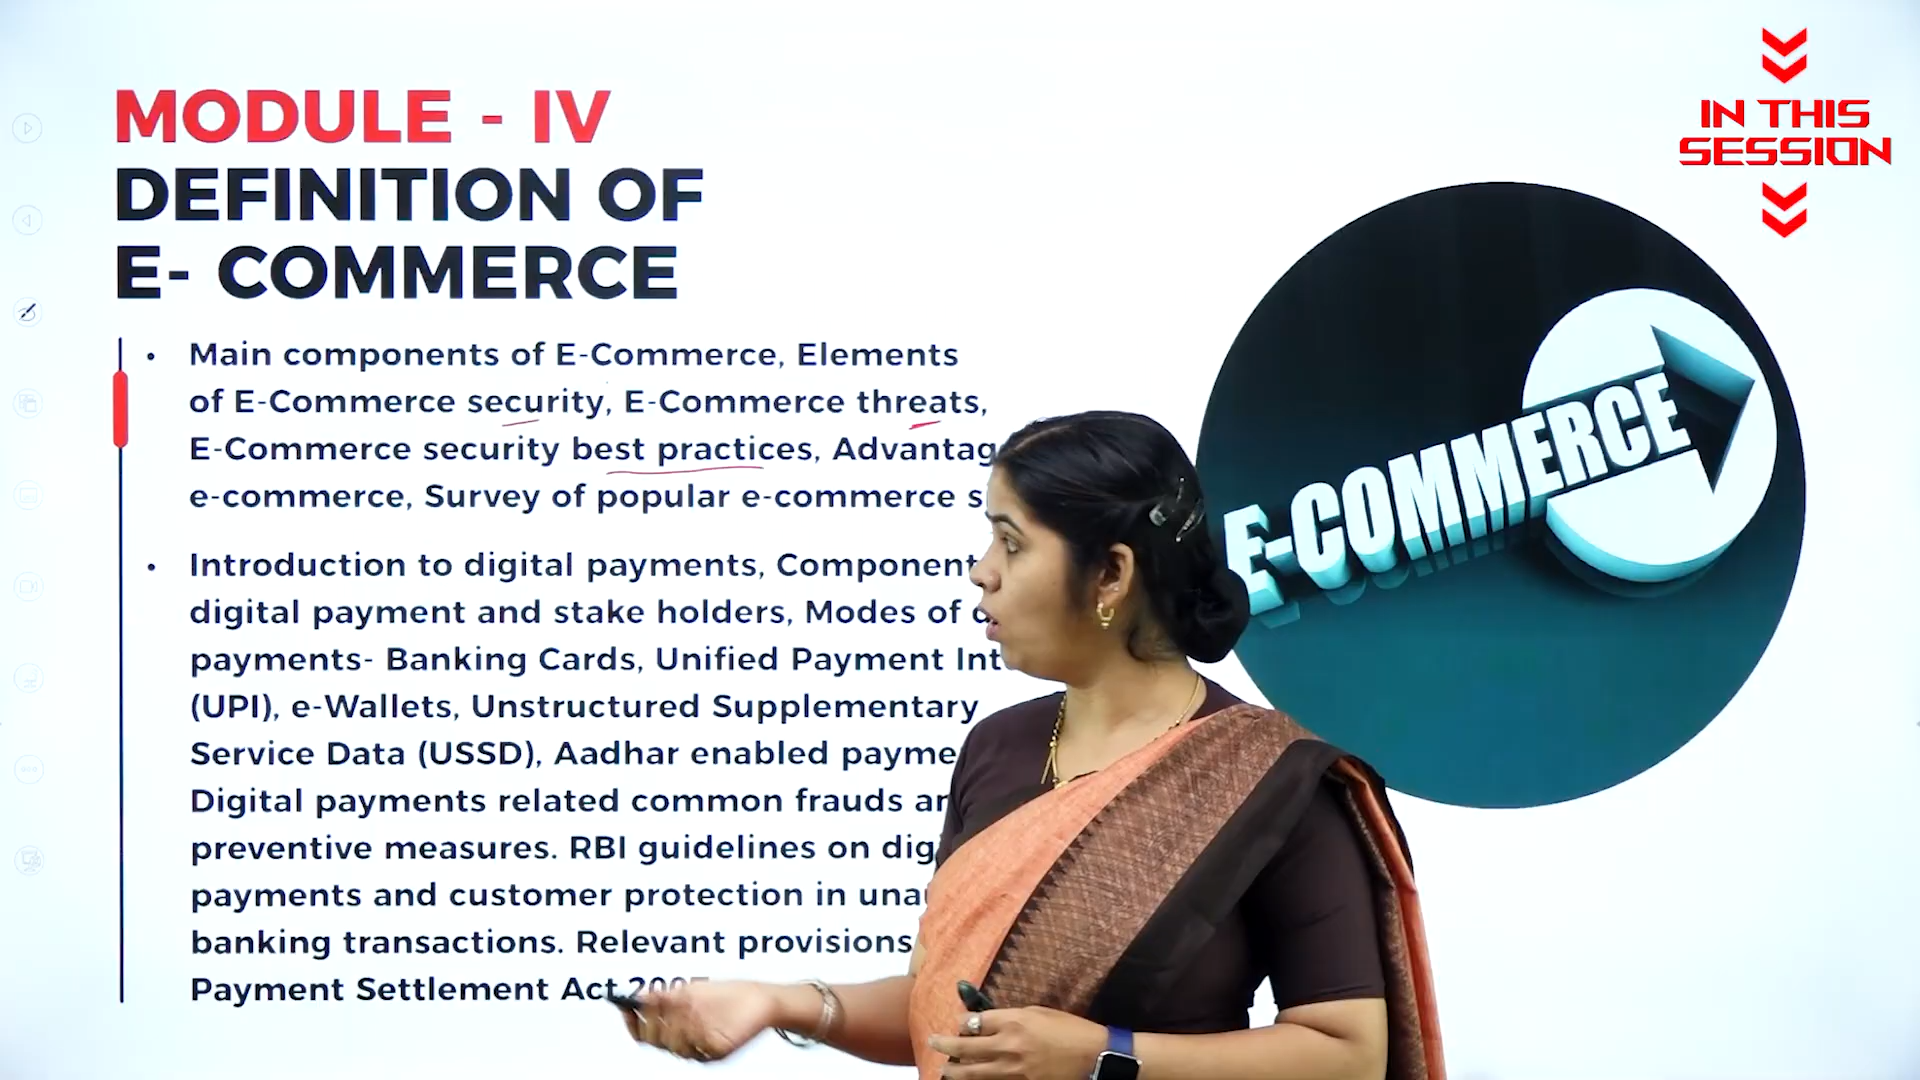 MODULE - IV
DEFINITION OF
E- COMMERCE
IN THIS
SESSION
• Main components of E-Commerce, Elements
of E-Commerce security, E-Commerce threats,
E-Commerce security best practices,
e-commerce, Survey of popular e-commerce
• Introduction to digital payments,
digital payment and stake holders, Modes of
payments- Banking Cards, Unified Payment
(UPI), e-Wallets, Unstructured Supplementary
Service Data (USSD), Aadhar enabled
Digital payments related common frauds
preventive measures. RBI guidelines on
payments and customer protection in
banking transactions. Relevant provisions
Payment Settlement Act
E-COMMERCE